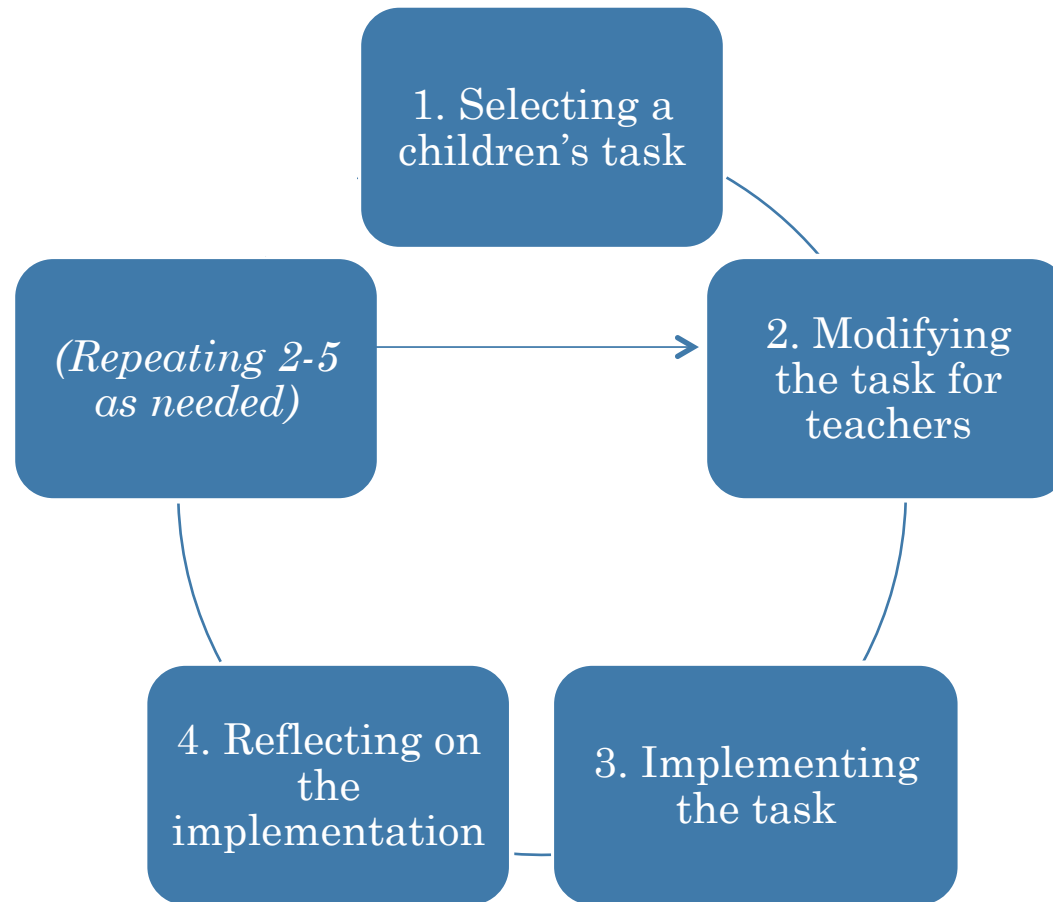 1. Selecting a
children’s task
2. Modifying
the task for
teachers
3. Implementing
the task
4. Reflecting on
the
implementation
(Repeating 2-5
as needed)